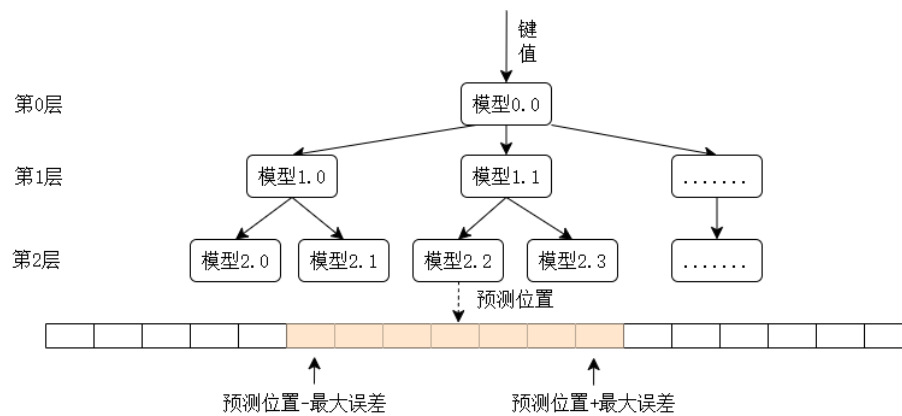 键
值
第0层
模型0.0
第1层
模型1.0
模型1.1
.......
第2层
模型2.0
模型2.1
模型2.2
模型2.3
.......
预测位置
预测位置-最大误差
预测位置+最大误差